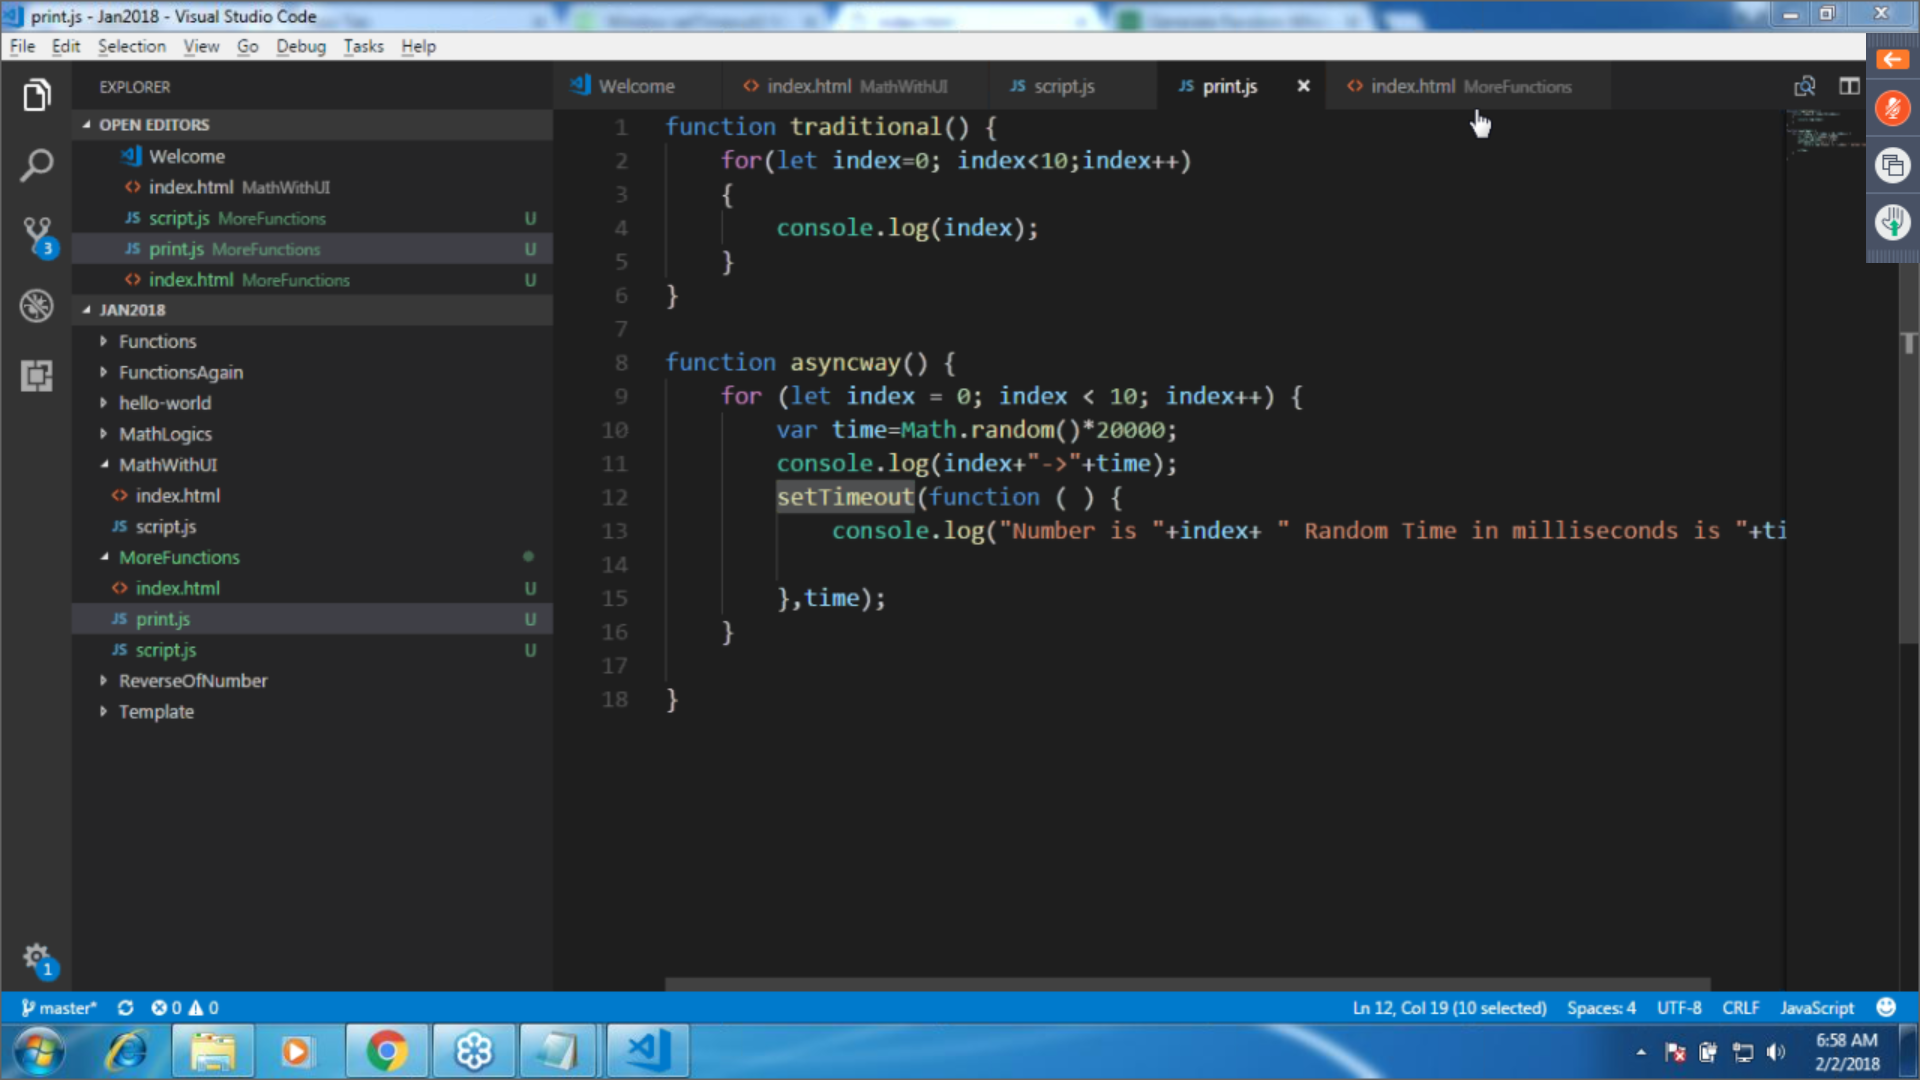 print.js - Jan2018 - Visual Studio Code
File Edit Selection View Go Debug Tasks Help
EXPLORER
OPEN EDITORS
Welcome
index.html MathWithUI
script.js MoreFunctions U
print.js MoreFunctions U
index.html MoreFunctions U
JAN2018
Functions
FunctionsAgain
hello-world
MathLogics
MathWithUI
index.html
script.js
MoreFunctions
index.html U
print.js U
script.js U
ReverseOfNumber
Template
Welcome index.html MathWithUI script.js print.js index.html MoreFunctions
1 function traditional() {
2 for(let index=0; index<10;index++)
3 {
4 console.log(index);
5 }
6 }
7
8 function asyncway() {
9 for (let index = 0; index < 10; index++) {
10 var time=Math.random()*20000;
11 console.log(index+"->"+time);
12 setTimeout(function ( ) {
13 console.log("Number is "+index+ " Random Time in milliseconds is "+ti
14
15 },time);
16 }
17
18 }
3
1
master* 0 0
Ln 12, Col 19 (10 selected) Spaces: 4 UTF-8 CRLF JavaScript
6:58 AM
2/2/2018